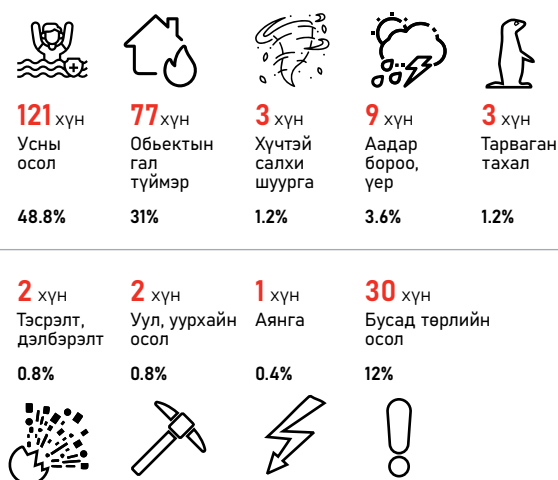 121 хүн
Усны
осол
48.8%
77 хүн
Обьектын
гал
түймэр
31%
3 хүн
Хүчтэй
салхи
шуурга
1.2%
9 хүн
Аадар
бороо,
үер
3.6%
3 хүн
Тарваган
тахал
1.2%
2 хүн
Тэсрэлт,
дэлбэрэлт
0.8%
2 хүн
Уул, уурхайн
осол
0.8%
1 хүн
Аянга
0.4%
30 хүн
Бусад төрлийн
осол
12%